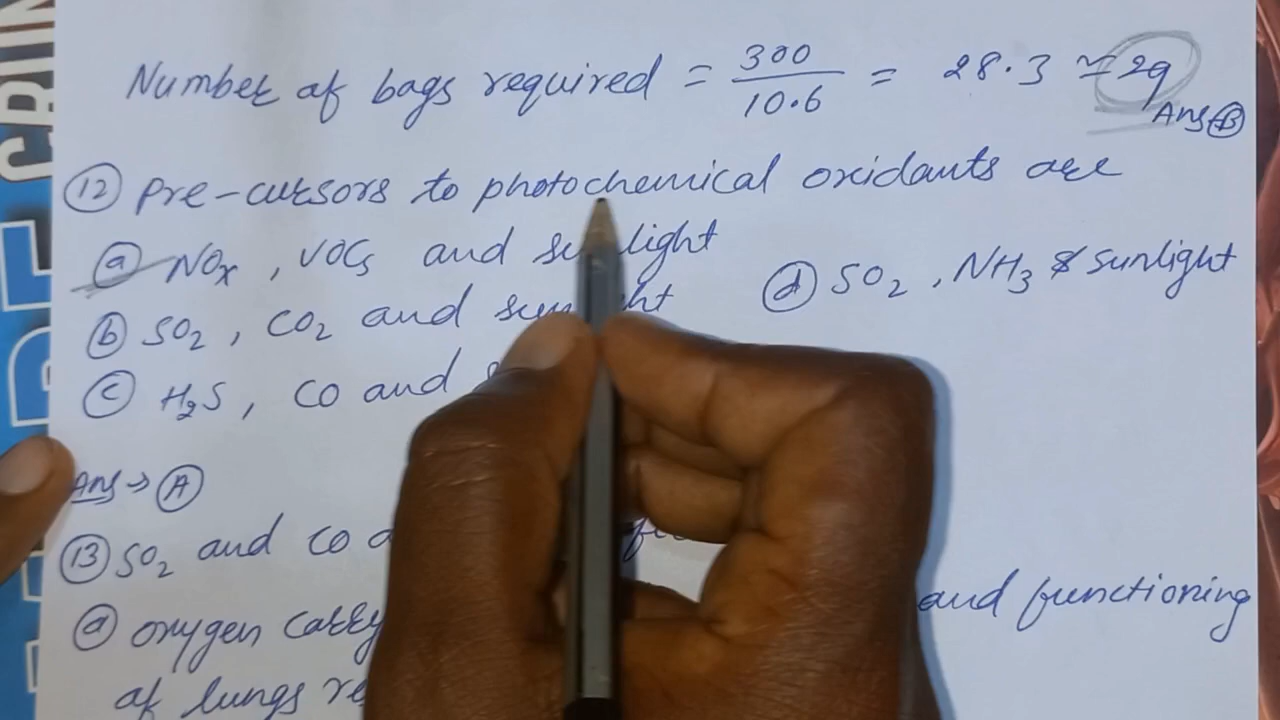 Number of bags required = 300/10.6 = 28.3 ≃ 29
Ans→(B)
(12) Pre-cursors to photochemical oxidants are
(a) NOx, VOCs and sunlight
(b) SO2, CO2 and
(c) H2S, CO and
(d) SO2, NH3 & sunlight
Ans → (A)
(13) SO2 and CO
(a) oxygen and functioning
of lungs